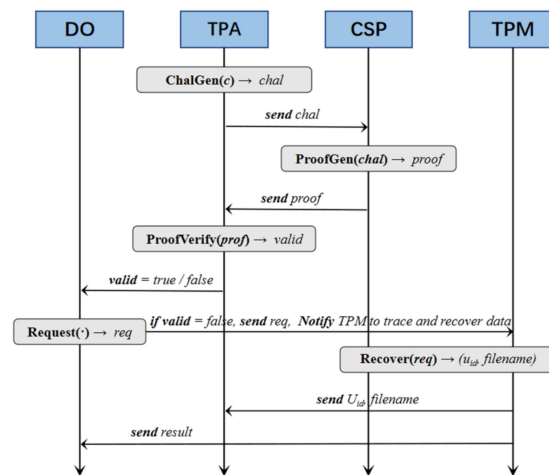 DO TPA CSP TPM
ChalGen(c) → chal
send chal
ProofGen(chal) → proof
send proof
ProofVerify(prof) → valid
valid = true / false
if valid = false, send req, Notify TPM to trace and recover data
Request(·) → req
Recover(req) → (uid, filename)
send Uid, filename
send result